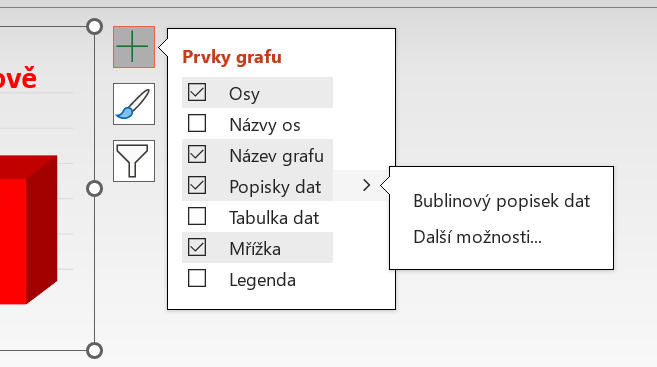 ově
Prvky grafu
Osy
Názvy os
Název grafu
Popisky dat
Bublinový popisek dat
Tabulka dat
Další možnosti...
Mřížka
Legenda